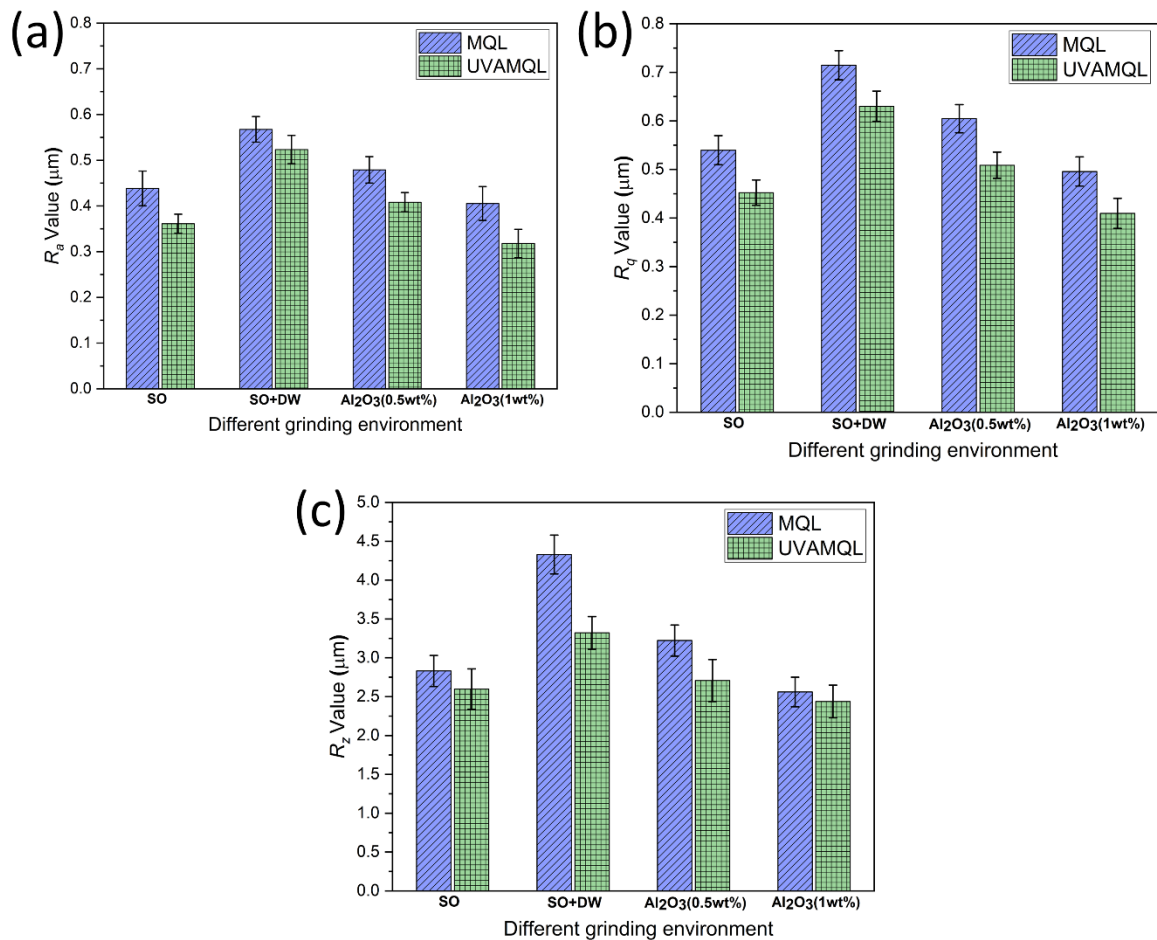 (a)
0.8
0.7
0.6
0.5
0.4
0.3
0.2
0.1
0.0
Ra Value (μm)
MQL
UVAMQL
SO SO+DW Al2O3(0.5wt%) Al2O3(1wt%)
Different grinding environment
(b)
0.8
0.7
0.6
0.5
0.4
0.3
0.2
0.1
0.0
Rq Value (μm)
MQL
UVAMQL
SO SO+DW Al2O3(0.5wt%) Al2O3(1wt%)
Different grinding environment
(c)
5.0
4.5
4.0
3.5
3.0
2.5
2.0
1.5
1.0
0.5
0.0
Rz Value (μm)
MQL
UVAMQL
SO SO+DW Al2O3(0.5wt%) Al2O3(1wt%)
Different grinding environment